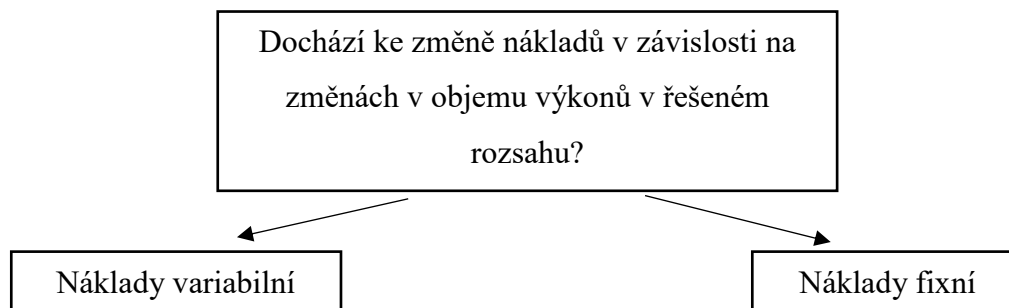 Dochází ke změně nákladů v závislosti na
změnách v objemu výkonů v řešeném
rozsahu?
Náklady variabilní
Náklady fixní